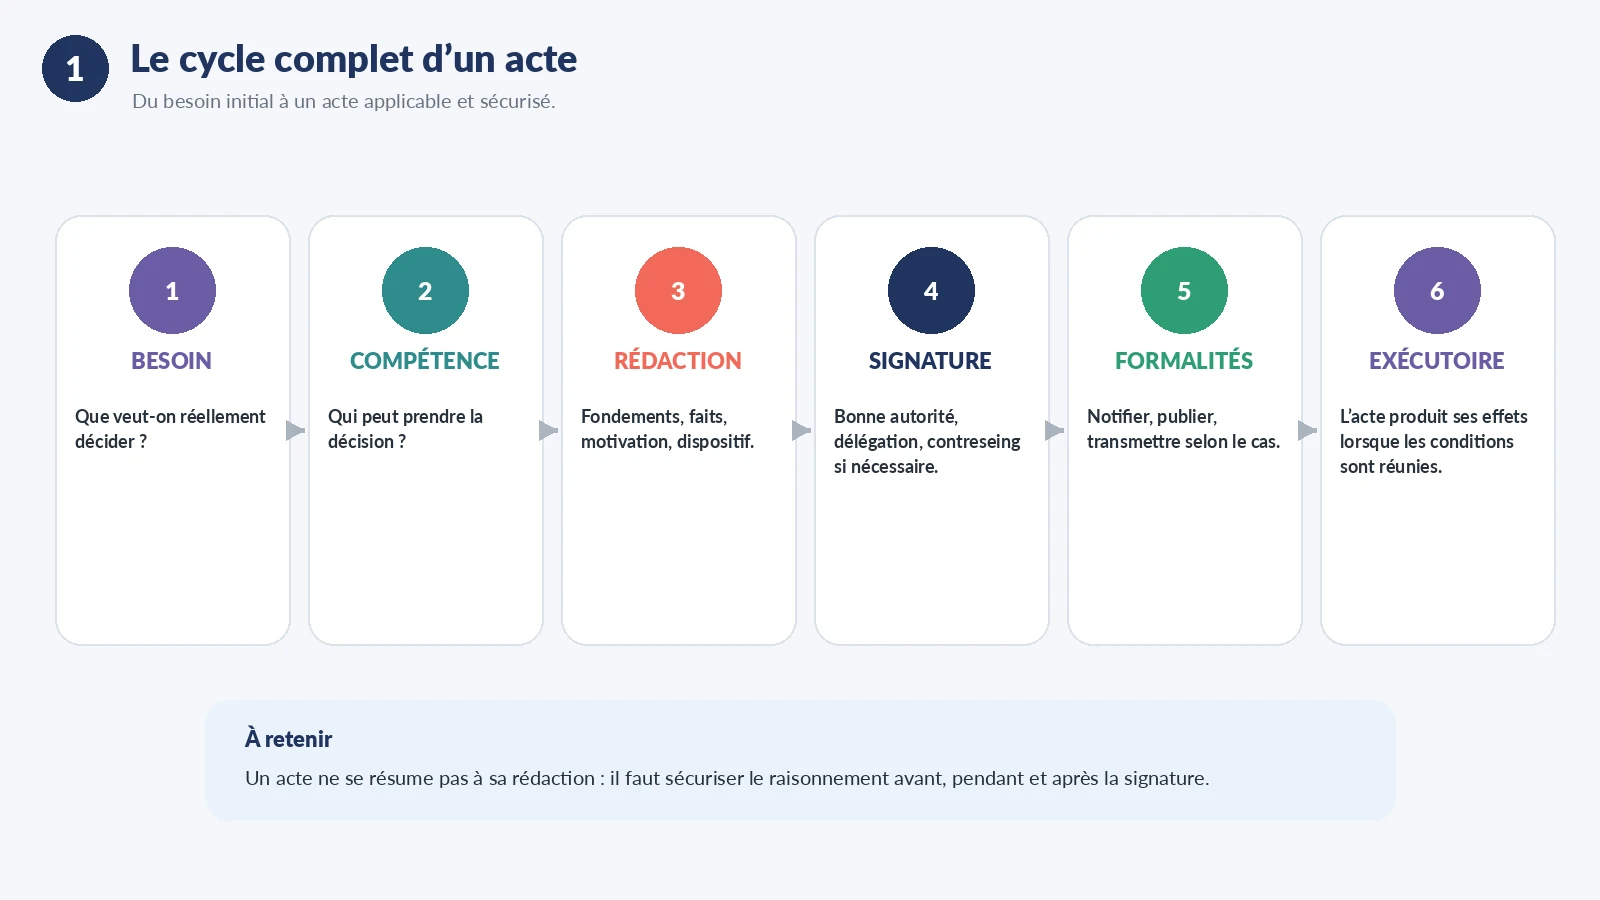 1
Le cycle complet d’un acte
Du besoin initial à un acte applicable et sécurisé.
1
BESOIN
Que veut-on réellement
décider ?
2
COMPÉTENCE
Qui peut prendre la
décision ?
3
RÉDACTION
Fondements, faits,
motivation, dispositif.
4
SIGNATURE
Bonne autorité,
délégation, contreseing
si nécessaire.
5
FORMALITÉS
Notifier, publier,
transmettre selon le cas.
6
EXÉCUTOIRE
L’acte produit ses effets
lorsque les conditions
sont réunies.
À retenir
Un acte ne se résume pas à sa rédaction : il faut sécuriser le raisonnement avant, pendant et après la signature.